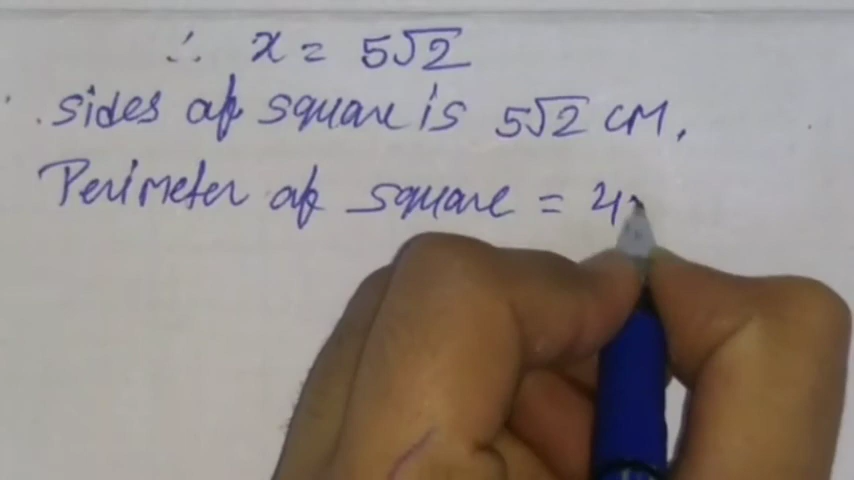 ∴ x = 5√2
sides of square is 5√2 CM.
Perimeter of square = 4